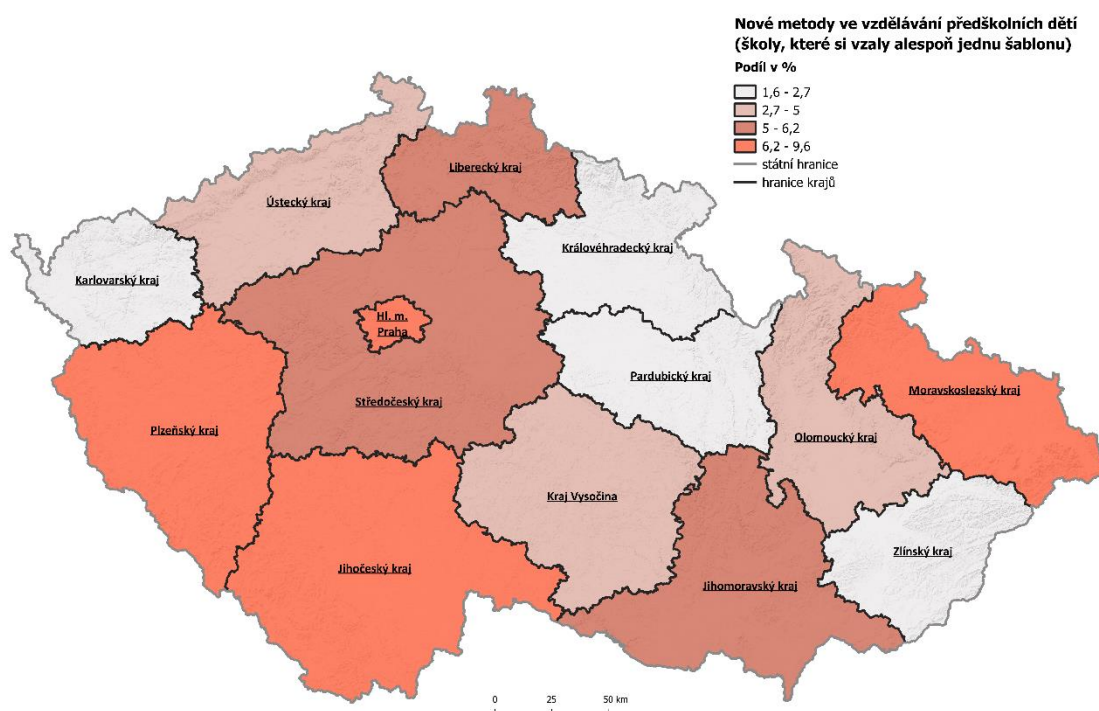 Nové metody ve vzdělávání předškolních dětí
(školy, které si vzaly alespoň jednu šablonu)
Podíl v %
1,6 - 2,7
2,7 - 5
5 - 6,2
6,2 - 9,6
státní hranice
hranice krajů
Liberecký kraj
Ústecký kraj
Královéhradecký kraj
Karlovarský kraj
Hl. m.
Praha
Pardubický kraj
Moravskoslezský kraj
Středočeský kraj
Plzeňský kraj
Olomoucký kraj
Kraj Vysočina
Zlínský kraj
Jihočeský kraj
Jihomoravský kraj
0 25 50 km